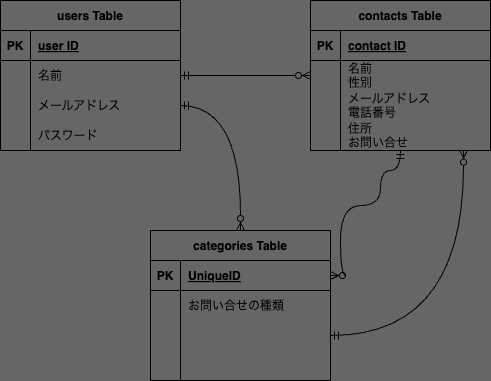 users Table
PK user ID
名前
メールアドレス
パスワード
contacts Table
PK contact ID
名前
性別
メールアドレス
電話番号
住所
お問い合せ
categories Table
PK UniqueID
お問い合せの種類